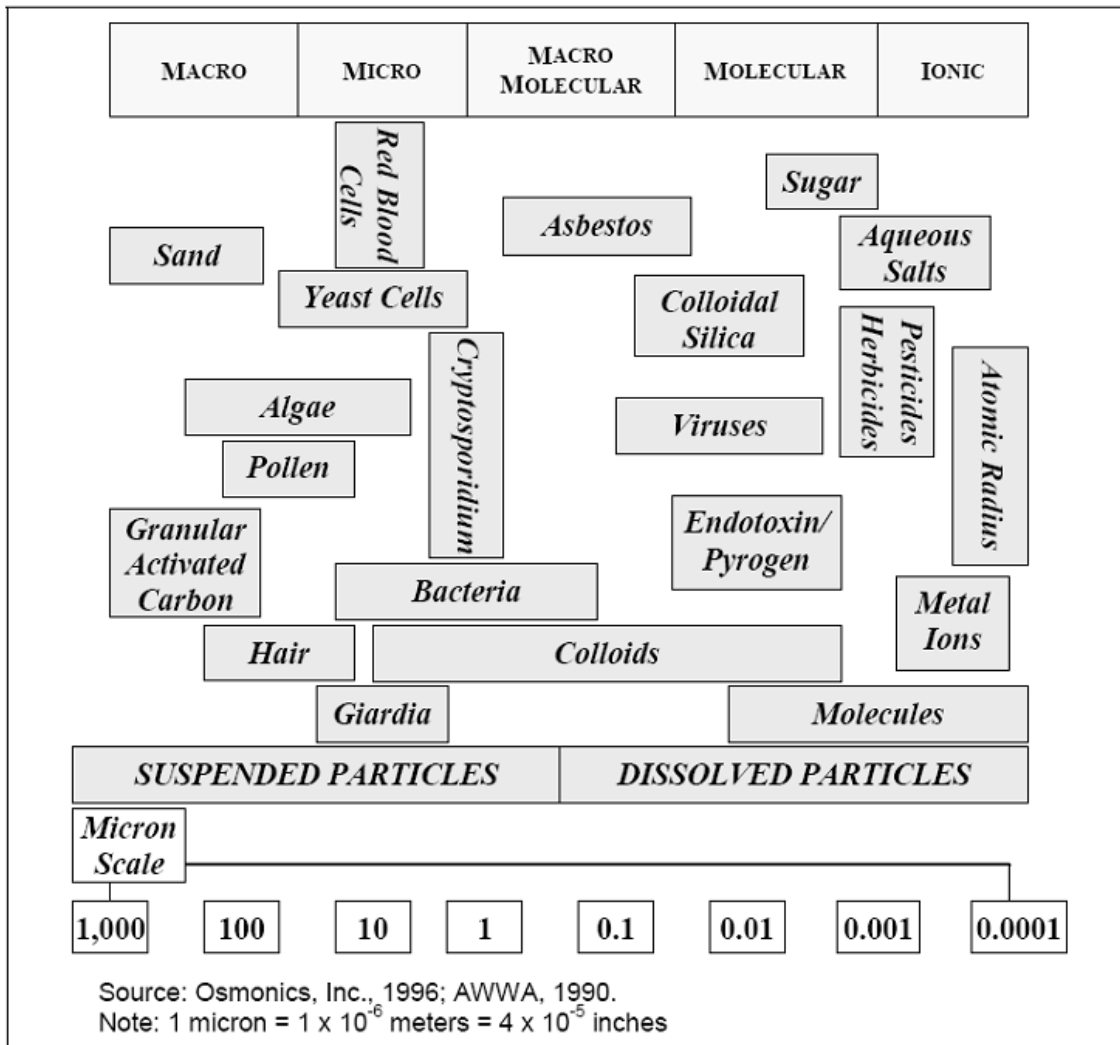 MACRO
MICRO
MACRO
MOLECULAR
MOLECULAR
IONIC
Red Blood
Cells
Sugar
Asbestos
Aqueous
Salts
Sand
Yeast Cells
Colloidal
Silica
Pesticides
Herbicides
Cryptosporidium
Atomic Radius
Algae
Viruses
Pollen
Granular
Activated
Carbon
Endotoxin/
Pyrogen
Bacteria
Metal
Ions
Hair
Colloids
Giardia
Molecules
SUSPENDED PARTICLES
DISSOLVED PARTICLES
Micron
Scale
1,000
100
10
1
0.1
0.01
0.001
0.0001
Source: Osmonics, Inc., 1996; AWWA, 1990.
Note: 1 micron = 1 x 10⁻⁶ meters = 4 x 10⁻⁵ inches